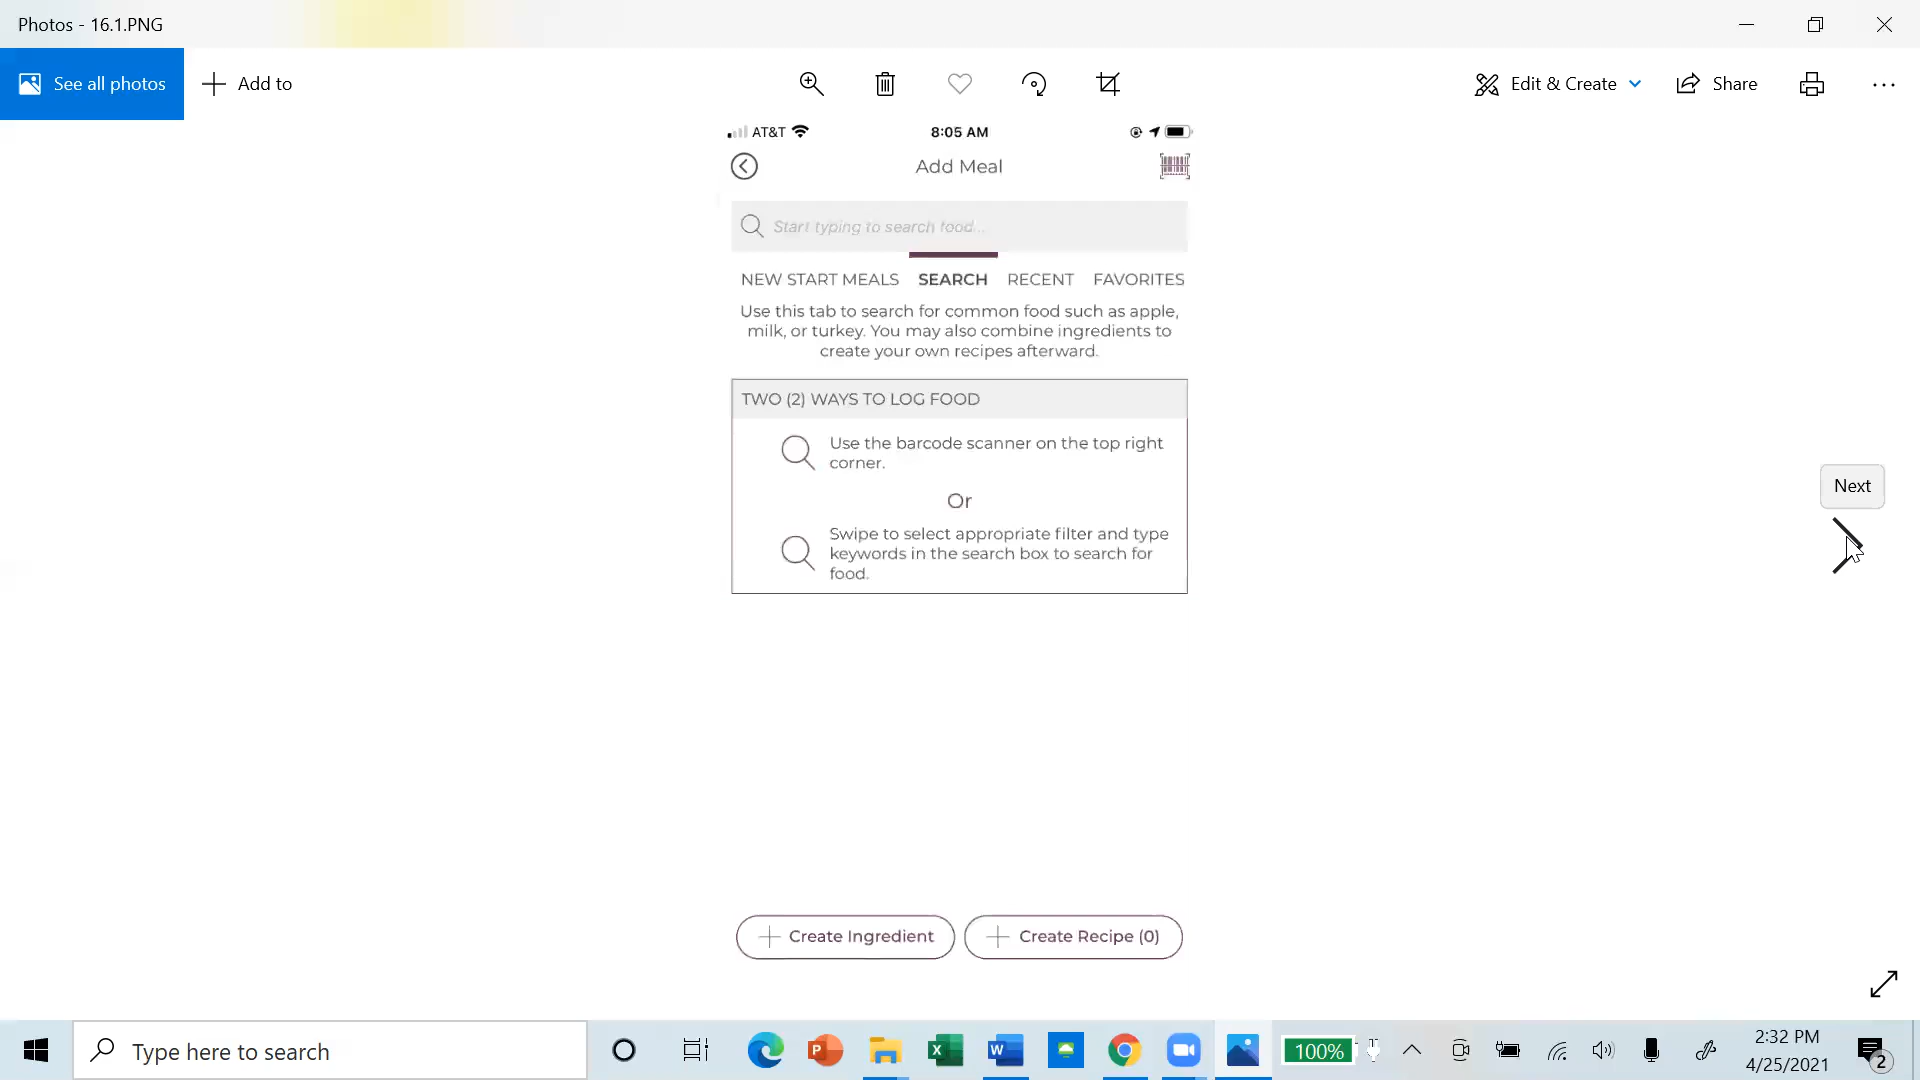 Photos - 16.1.PNG
See all photos
Add to
Edit & Create
Share
AT&T
8:05 AM
Add Meal
Start typing to search food...
NEW START MEALS SEARCH RECENT FAVORITES
Use this tab to search for common food such as apple,
milk, or turkey. You may also combine ingredients to
create your own recipes afterward.
TWO (2) WAYS TO LOG FOOD
Use the barcode scanner on the top right
corner.
Or
Swipe to select appropriate filter and type
keywords in the search box to search for
food.
Next
Create Ingredient
Create Recipe (0)
Type here to search
100%
2:32 PM
4/25/2021
2